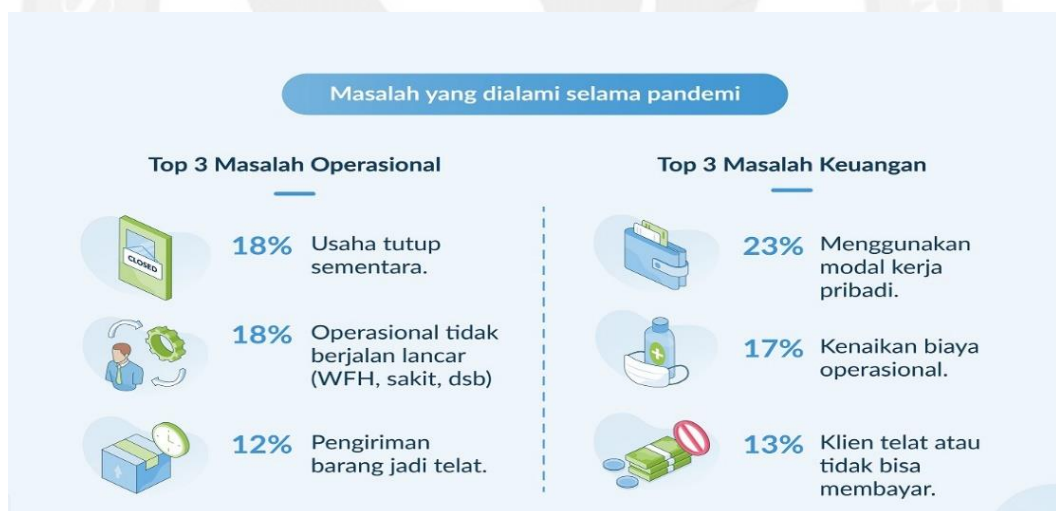 Masalah yang dialami selama pandemi
Top 3 Masalah Operasional
CLOSED
18% Usaha tutup
sementara.
18% Operasional tidak
berjalan lancar
(WFH, sakit, dsb)
12% Pengiriman
barang jadi telat.
Top 3 Masalah Keuangan
23% Menggunakan
modal kerja
pribadi.
17% Kenaikan biaya
operasional.
13% Klien telat atau
tidak bisa
membayar.